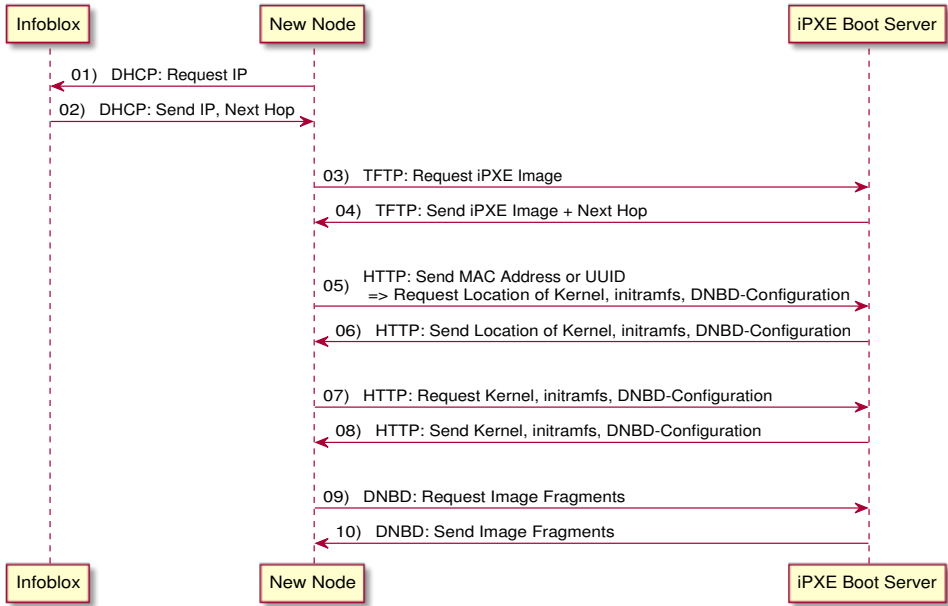 Infoblox
New Node
iPXE Boot Server
01) DHCP: Request IP
02) DHCP: Send IP, Next Hop
03) TFTP: Request iPXE Image
04) TFTP: Send iPXE Image + Next Hop
05) HTTP: Send MAC Address or UUID
=> Request Location of Kernel, initramfs, DNBD-Configuration
06) HTTP: Send Location of Kernel, initramfs, DNBD-Configuration
07) HTTP: Request Kernel, initramfs, DNBD-Configuration
08) HTTP: Send Kernel, initramfs, DNBD-Configuration
09) DNBD: Request Image Fragments
10) DNBD: Send Image Fragments
Infoblox
New Node
iPXE Boot Server